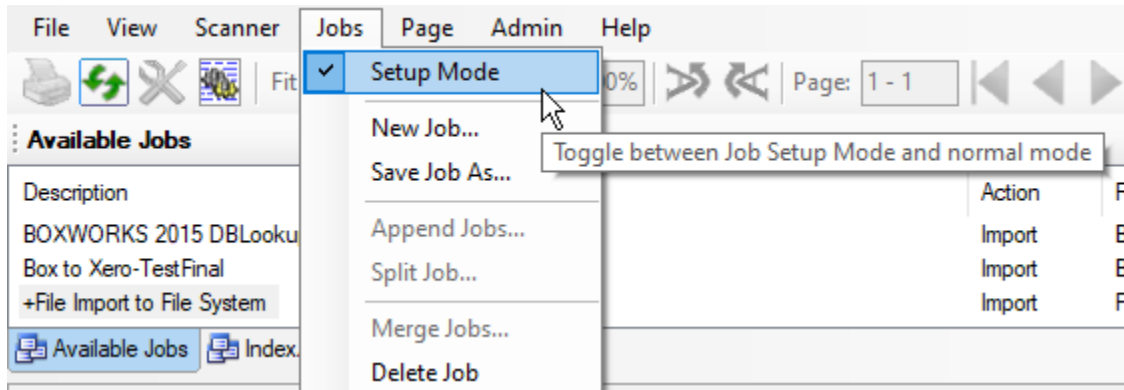 File View Scanner Jobs Page Admin Help
Fit 0% Page: 1 - 1
Setup Mode
New Job...
Toggle between Job Setup Mode and normal mode
Save Job As...
Append Jobs...
Split Job...
Merge Jobs...
Delete Job
Available Jobs
Description Action
BOXWORKS 2015 DBLooku Import
Box to Xero-TestFinal Import
+File Import to File System Import
Available Jobs Index.